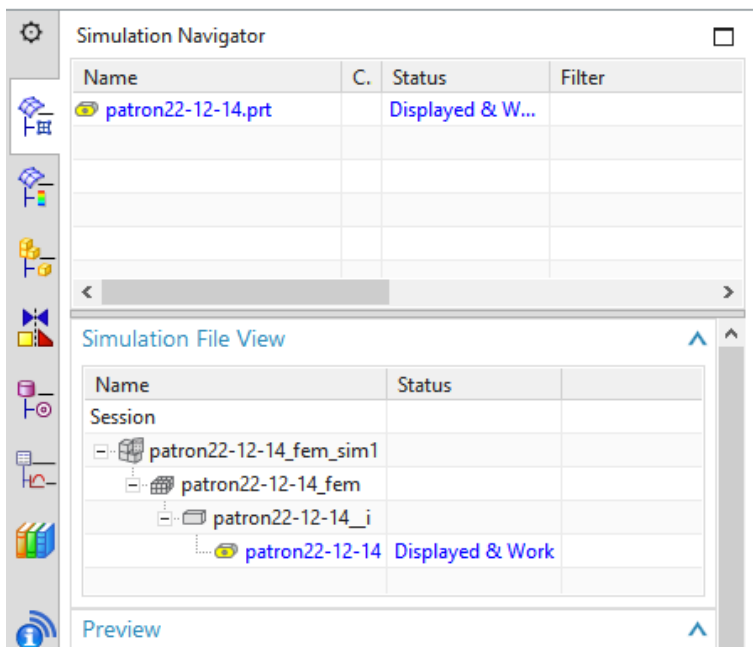 Simulation Navigator
Name C. Status Filter
patron22-12-14.prt Displayed & W...
Simulation File View
Name Status
Session
patron22-12-14_fem_sim1
patron22-12-14_fem
patron22-12-14__i
patron22-12-14 Displayed & Work
Preview